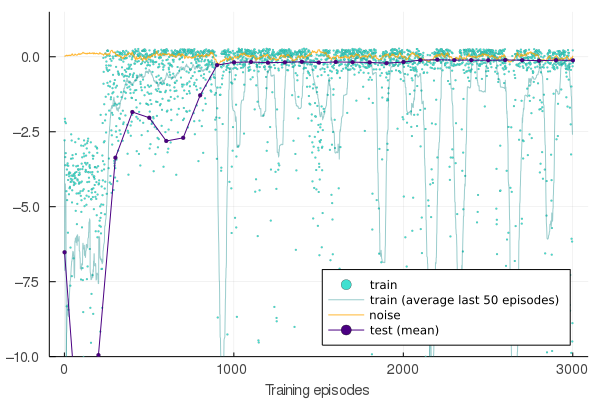 0.0
−2.5
−5.0
−7.5
−10.0
train
train (average last 50 episodes)
noise
test (mean)
0 1000 2000 3000
Training episodes